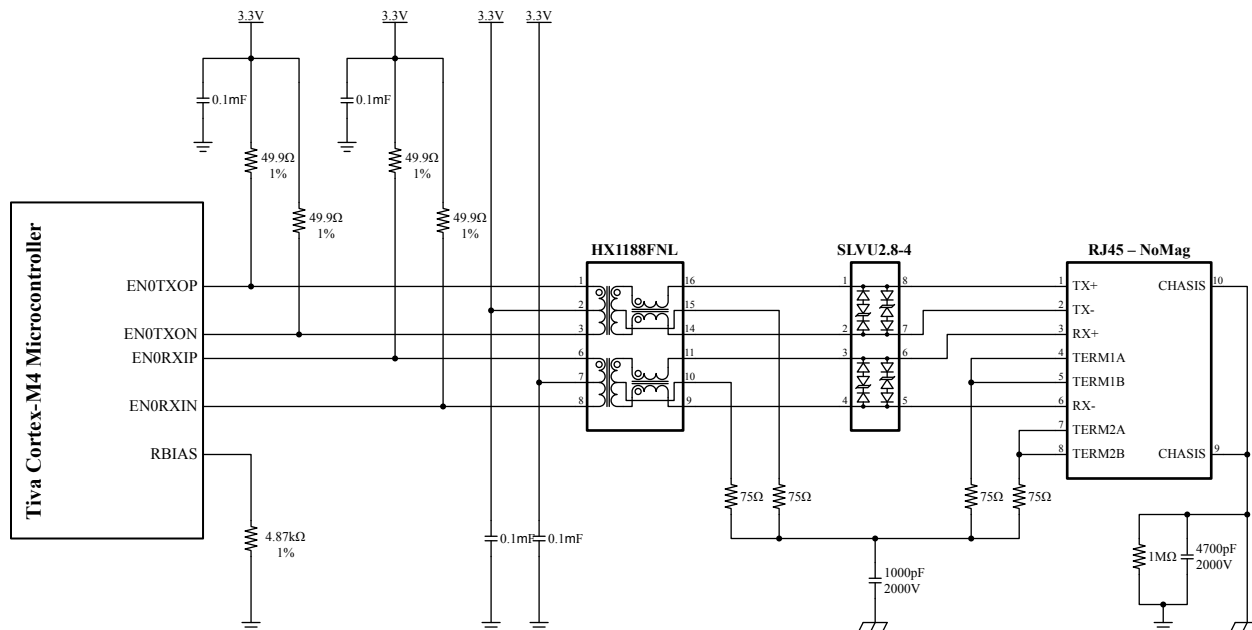 3.3V 3.3V 3.3V 3.3V
0.1mF 0.1mF
49.9Ω 49.9Ω
1% 1%
49.9Ω 49.9Ω
1% 1%
Tiva Cortex-M4 Microcontroller
HX1188FNL SLVU2.8-4 RJ45 – NoMag
EN0TXOP 1 16 1 8 1 TX+ CHASIS 10
2 15 2 TX-
EN0TXON 3 14 2 7 3 RX+
EN0RXIP 6 11 3 6 4 TERM1A
7 10 5 TERM1B
EN0RXIN 8 9 4 5 6 RX-
7 TERM2A
RBIAS 8 TERM2B CHASIS 9
75Ω 75Ω 75Ω 75Ω
4.87kΩ 0.1mF 0.1mF
1%
1MΩ 4700pF
2000V
1000pF
2000V